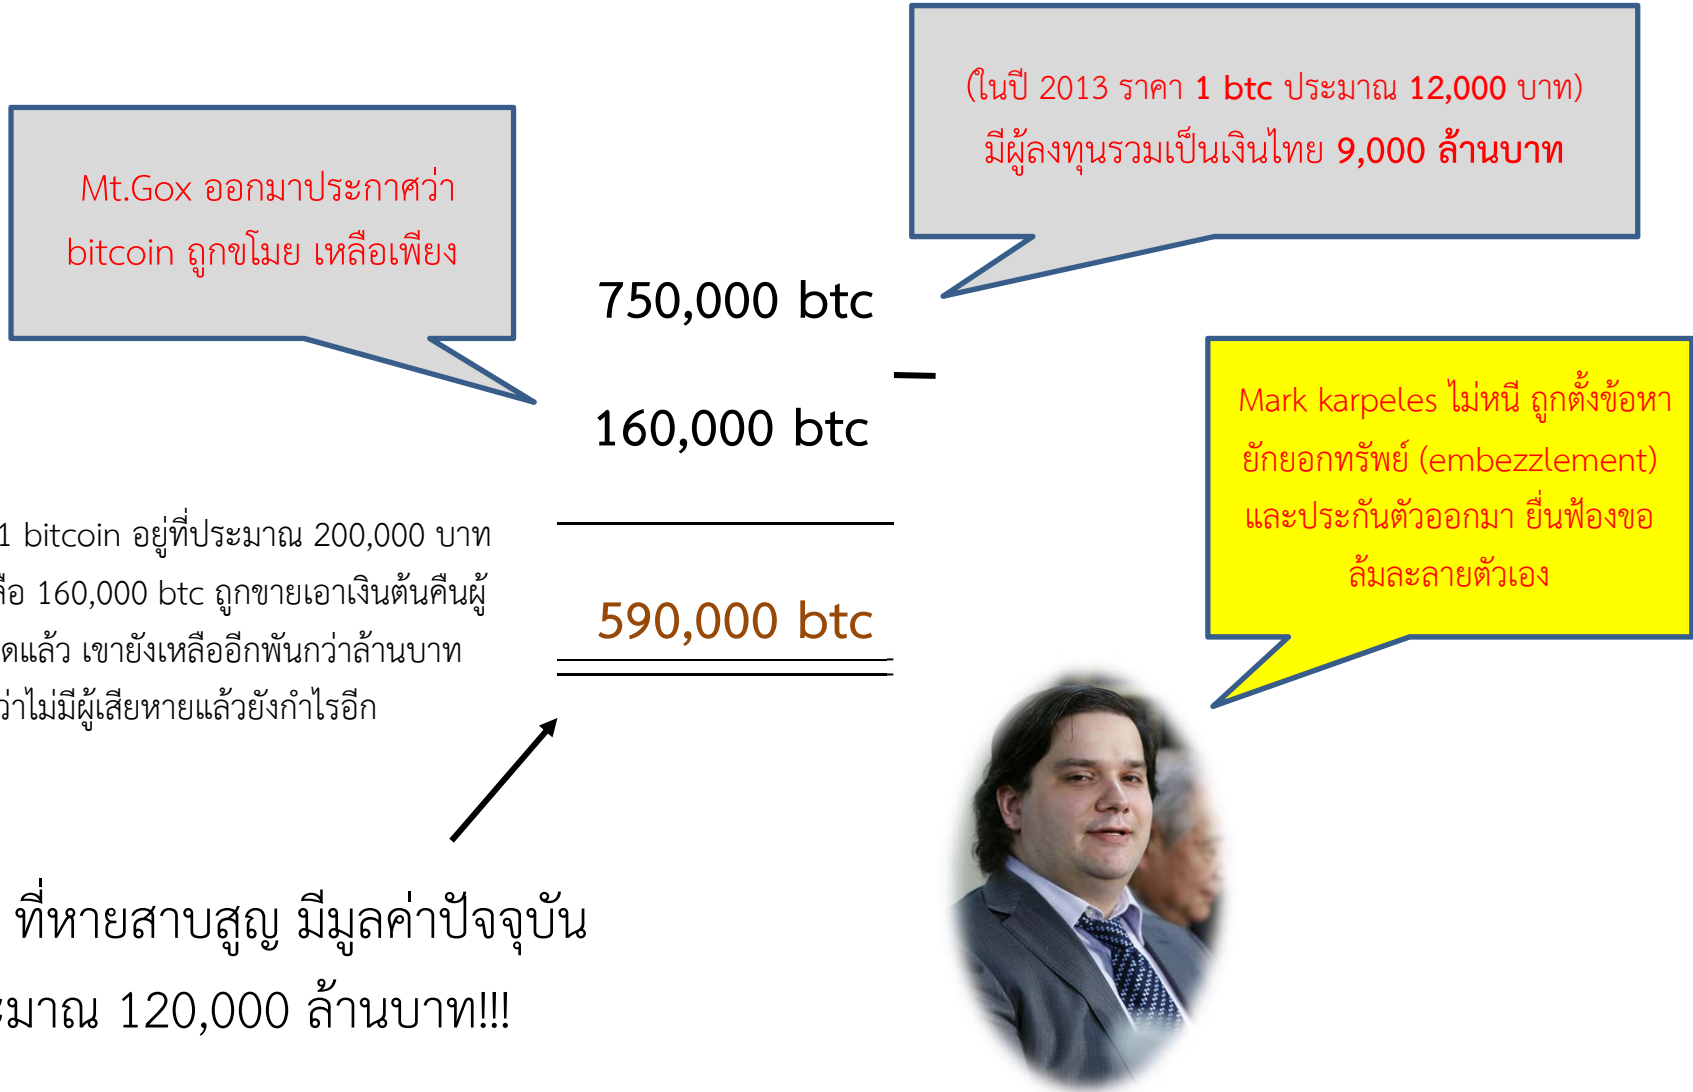 (ในปี 2013 ราคา 1 btc ประมาณ 12,000 บาท)
มีผู้ลงทุนรวมเป็นเงินไทย 9,000 ล้านบาท
Mt.Gox ออกมาประกาศว่า
bitcoin ถูกขโมย เหลือเพียง
750,000 btc
160,000 btc
590,000 btc
Mark karpeles ไม่หนี ถูกตั้งข้อหา
ยักยอกทรัพย์ (embezzlement)
และประกันตัวออกมา ยื่นฟ้องขอ
ล้มละลายตัวเอง
1 bitcoin อยู่ที่ประมาณ 200,000 บาท
160,000 btc ถูกขายเอาเงินต้นคืนผู้
แล้ว เขายังเหลืออีกพันกว่าล้านบาท
ว่าไม่มีผู้เสียหายแล้วยังกำไรอีก
ที่หายสาบสูญ มีมูลค่าปัจจุบัน
120,000 ล้านบาท!!!